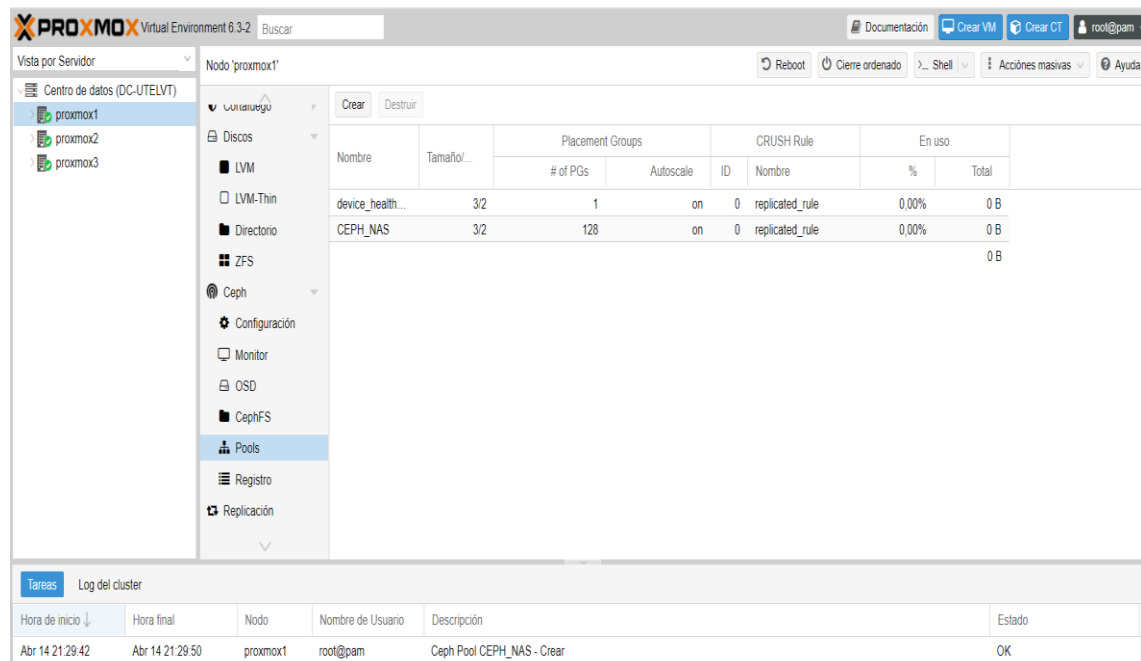 PROXMOX Virtual Environment 6.3-2 Buscar Documentación Crear VM Crear CT root@pam
Vista por Servidor
Nodo 'proxmox1' Reboot Cierre ordenado >_ Shell Acciónes masivas Ayuda
Centro de datos (DC-UTELVT)
proxmox1
proxmox2
proxmox3
Cortafuego
Discos
LVM
LVM-Thin
Directorio
ZFS
Ceph
Configuración
Monitor
OSD
CephFS
Pools
Registro
Replicación
Crear Destruir
Nombre Tamaño/... Placement Groups CRUSH Rule En uso
# of PGs Autoscale ID Nombre % Total
device_health... 3/2 1 on 0 replicated_rule 0,00% 0 B
CEPH_NAS 3/2 128 on 0 replicated_rule 0,00% 0 B
0 B
Tareas Log del cluster
Hora de inicio ↓ Hora final Nodo Nombre de Usuario Descripción Estado
Abr 14 21:29:42 Abr 14 21:29:50 proxmox1 root@pam Ceph Pool CEPH_NAS - Crear OK